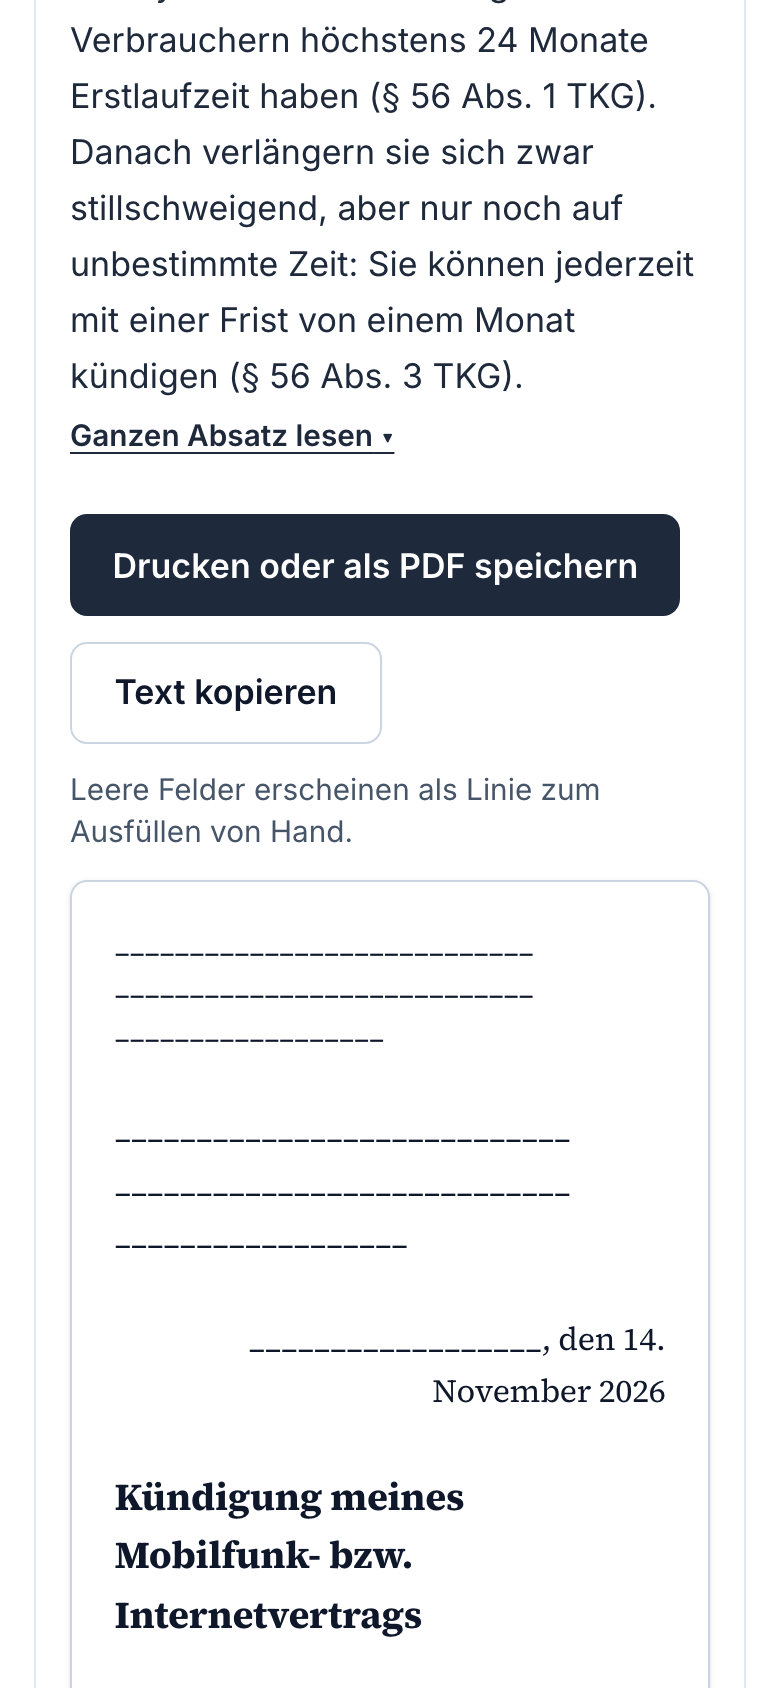 Verbrauchern höchstens 24 Monate
Erstlaufzeit haben (§ 56 Abs. 1 TKG).
Danach verlängern sie sich zwar
stillschweigend, aber nur noch auf
unbestimmte Zeit: Sie können jederzeit
mit einer Frist von einem Monat
kündigen (§ 56 Abs. 3 TKG).
Ganzen Absatz lesen ▾
Drucken oder als PDF speichern
Text kopieren
Leere Felder erscheinen als Linie zum
Ausfüllen von Hand.
____________________________
____________________________
__________________
____________________________
____________________________
__________________
__________________, den 14.
November 2026
Kündigung meines
Mobilfunk- bzw.
Internetvertrags